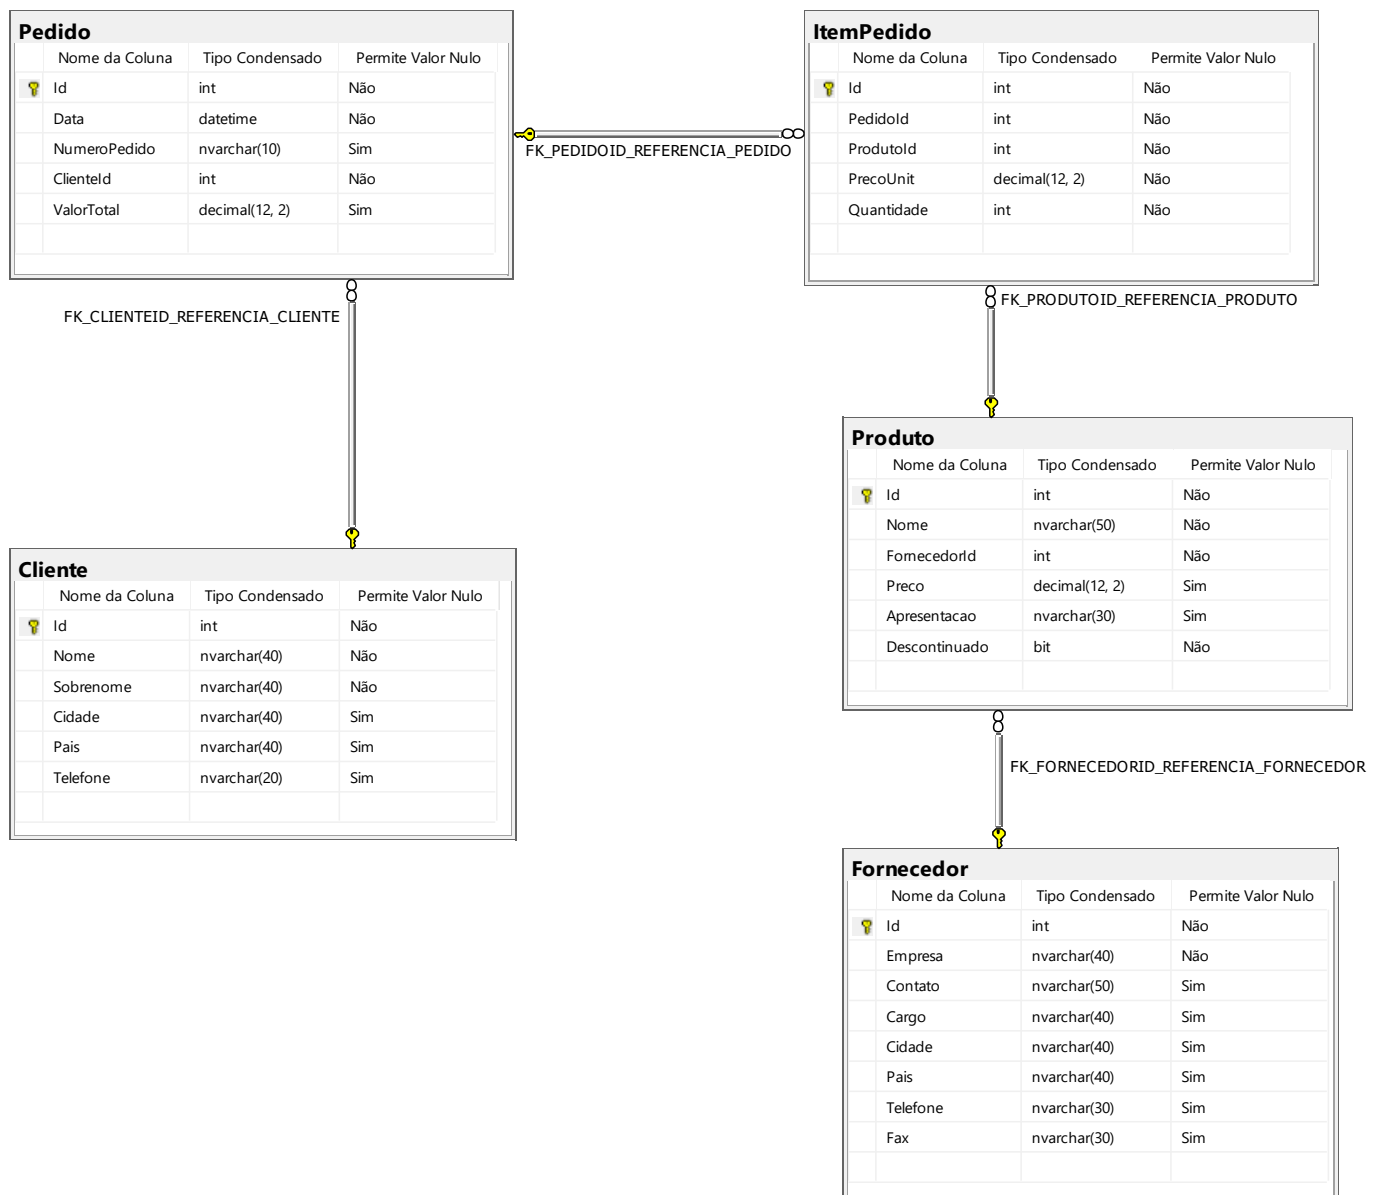 Pedido
Nome da Coluna Tipo Condensado Permite Valor Nulo
Id int Não
Data datetime Não
NumeroPedido nvarchar(10) Sim
ClienteId int Não
ValorTotal decimal(12, 2) Sim
FK_PEDIDOID_REFERENCIA_PEDIDO
ItemPedido
Nome da Coluna Tipo Condensado Permite Valor Nulo
Id int Não
PedidoId int Não
ProdutoId int Não
PrecoUnit decimal(12, 2) Não
Quantidade int Não
FK_CLIENTEID_REFERENCIA_CLIENTE
FK_PRODUTOID_REFERENCIA_PRODUTO
Cliente
Nome da Coluna Tipo Condensado Permite Valor Nulo
Id int Não
Nome nvarchar(40) Não
Sobrenome nvarchar(40) Não
Cidade nvarchar(40) Sim
Pais nvarchar(40) Sim
Telefone nvarchar(20) Sim
Produto
Nome da Coluna Tipo Condensado Permite Valor Nulo
Id int Não
Nome nvarchar(50) Não
FornecedorId int Não
Preco decimal(12, 2) Sim
Apresentacao nvarchar(30) Sim
Descontinuado bit Não
FK_FORNECEDORID_REFERENCIA_FORNECEDOR
Fornecedor
Nome da Coluna Tipo Condensado Permite Valor Nulo
Id int Não
Empresa nvarchar(40) Não
Contato nvarchar(50) Sim
Cargo nvarchar(40) Sim
Cidade nvarchar(40) Sim
Pais nvarchar(40) Sim
Telefone nvarchar(30) Sim
Fax nvarchar(30) Sim